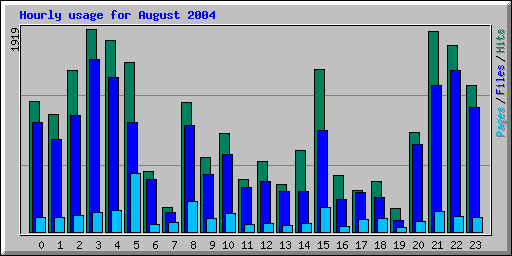 Hourly usage for August 2004
1919
Pages/Files/Hits
0 1 2 3 4 5 6 7 8 9 10 11 12 13 14 15 16 17 18 19 20 21 22 23